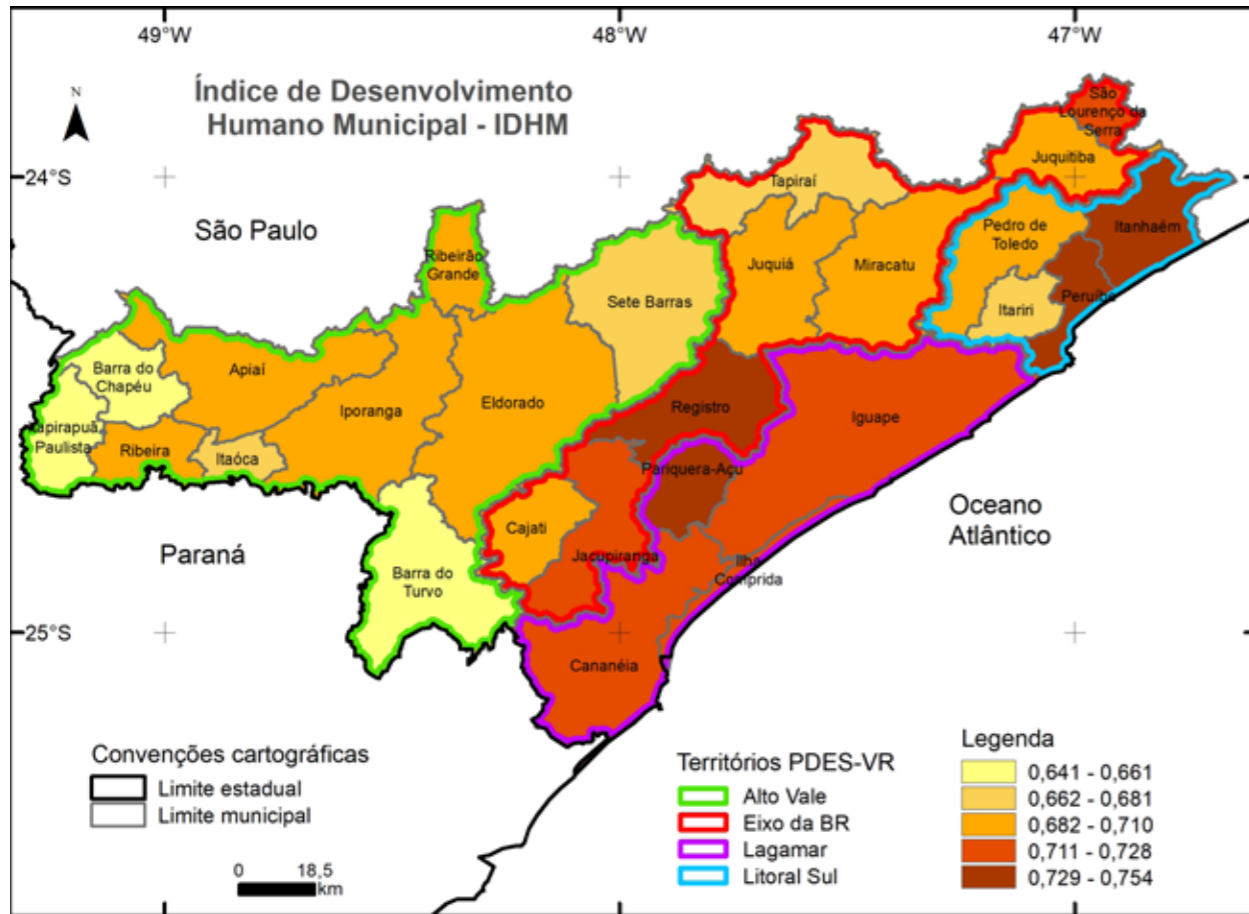 49°W
48°W
47°W
N
Índice de Desenvolvimento
Humano Municipal - IDHM
24°S
25°S
São Paulo
Paraná
Oceano
Atlântico
São
Lourenço da
Serra
Juquitiba
Tapiraí
Itanhaém
Pedro de
Toledo
Juquiá
Miracatu
Ribeirão
Grande
Sete Barras
Itariri
Peruíbe
Barra do
Chapéu
Apiaí
Iporanga
Eldorado
Registro
Iguape
Itapirapuã
Paulista
Ribeira
Itaóca
Pariquera-Açu
Cajati
Jacupiranga
Ilha
Comprida
Barra do
Turvo
Cananéia
Convenções cartográficas
Limite estadual
Limite municipal
0 18,5
km
Territórios PDES-VR
Alto Vale
Eixo da BR
Lagamar
Litoral Sul
Legenda
0,641 - 0,661
0,662 - 0,681
0,682 - 0,710
0,711 - 0,728
0,729 - 0,754